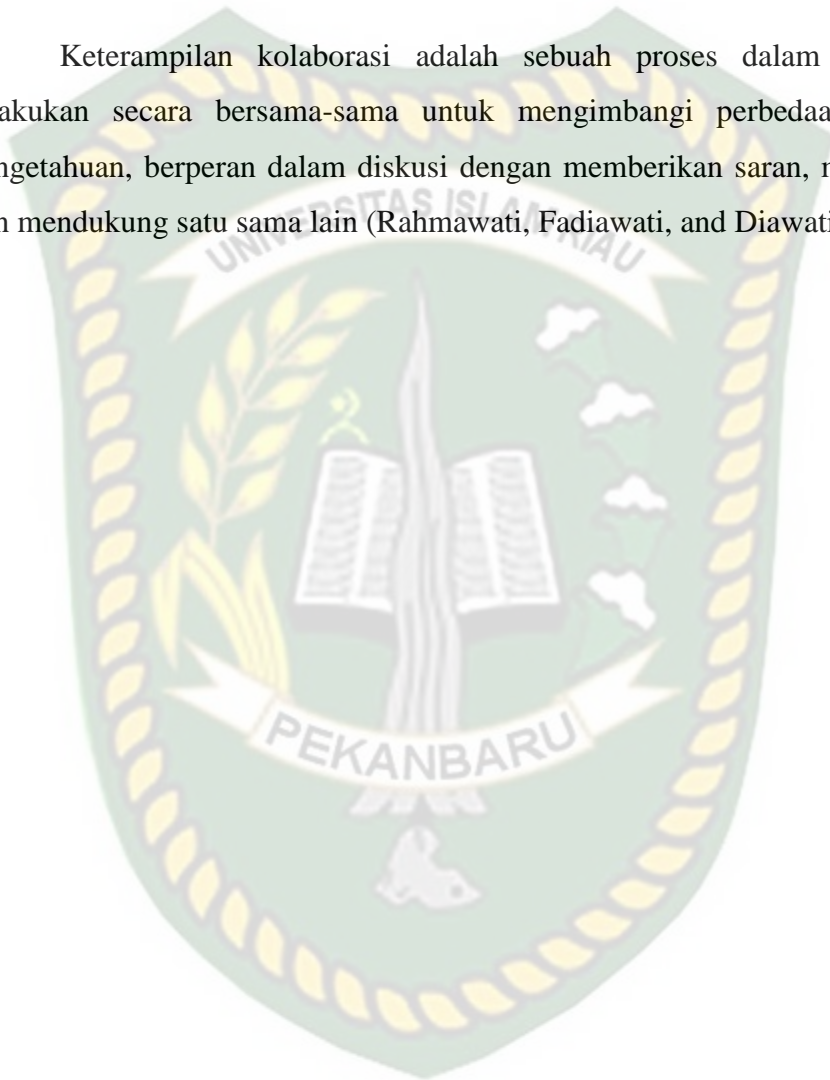 Keterampilan kolaborasi adalah sebuah proses dalam
akukan secara bersama-sama untuk mengimbangi perbedaa
ngetahuan, berperan dalam diskusi dengan memberikan saran,
n mendukung satu sama lain (Rahmawati, Fadiawati, and Diawati
UNIVERSITAS ISLAM RIAU
PEKANBARU